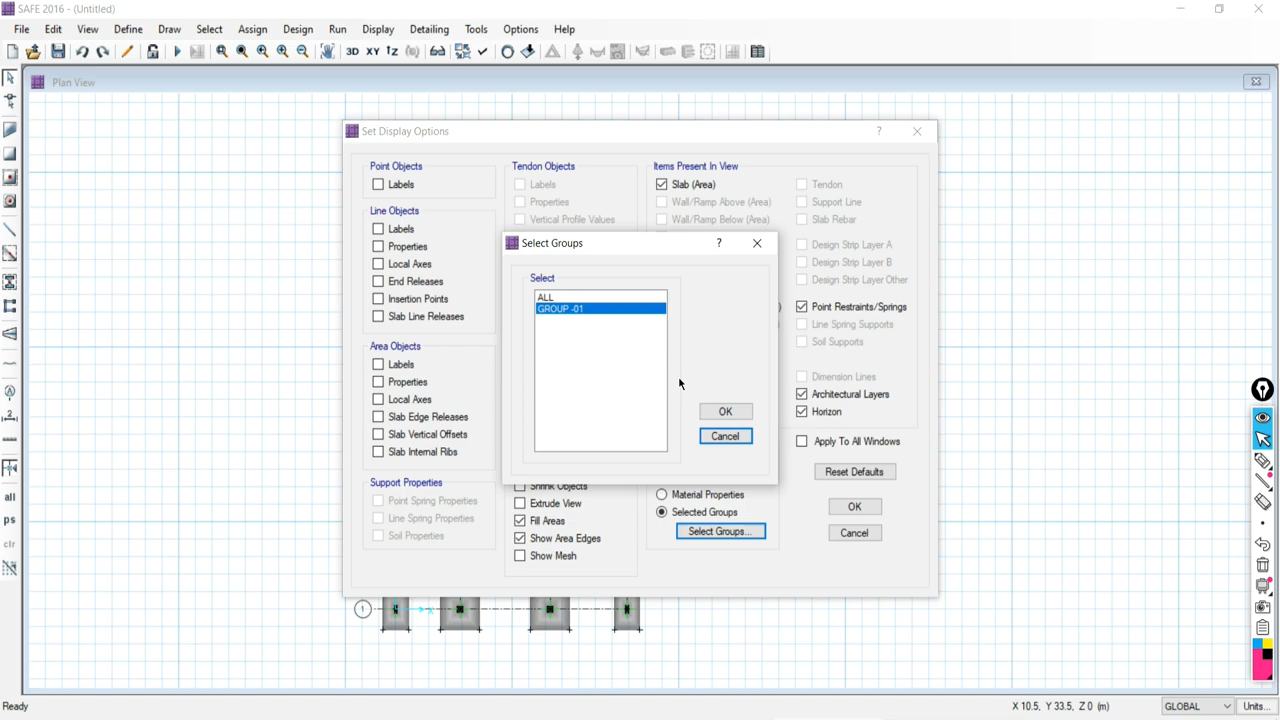 SAFE 2016 - (Untitled)
File Edit View Define Draw Select Assign Design Run Display Detailing Tools Options Help
3D XY
Plan View
Set Display Options ?
Point Objects
Labels
Line Objects
Labels
Properties
Local Axes
End Releases
Insertion Points
Slab Line Releases
Area Objects
Labels
Properties
Local Axes
Slab Edge Releases
Slab Vertical Offsets
Slab Internal Ribs
Support Properties
Point Spring Properties
Line Spring Properties
Soil Properties
Tendon Objects
Labels
Properties
Vertical Profile Values
Shrink Objects
Extrude View
Fill Areas
Show Area Edges
Show Mesh
Items Present In View
Slab (Area)
Wall/Ramp Above (Area)
Wall/Ramp Below (Area)
Material Properties
Selected Groups
Select Groups...
Tendon
Support Line
Slab Rebar
Design Strip Layer A
Design Strip Layer B
Design Strip Layer Other
Point Restraints/Springs
Line Spring Supports
Soil Supports
Dimension Lines
Architectural Layers
Horizon
Apply To All Windows
Reset Defaults
OK
Cancel
Select Groups ?
Select
ALL
GROUP -01
OK
Cancel
all
ps
clr
1
Ready
X 10.5, Y 33.5, Z 0 (m)
GLOBAL
Units...